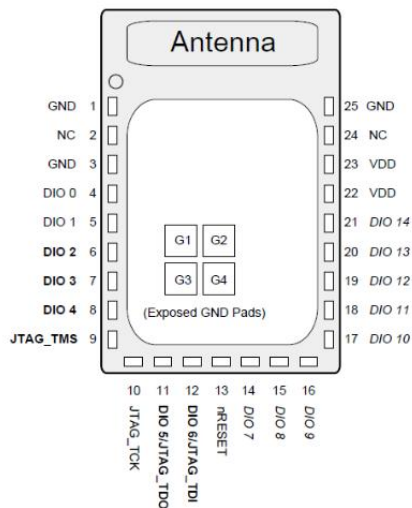 Antenna
GND 1
NC 2
GND 3
DIO 0 4
DIO 1 5
DIO 2 6
DIO 3 7
DIO 4 8
JTAG_TMS 9
25 GND
24 NC
23 VDD
22 VDD
21 DIO 14
20 DIO 13
19 DIO 12
18 DIO 11
17 DIO 10
G1 G2
G3 G4
(Exposed GND Pads)
10 JTAG_TCK
11 DIO 5/JTAG_TDO
12 DIO 6/JTAG_TDI
13 nRESET
14 DIO 7
15 DIO 8
16 DIO 9